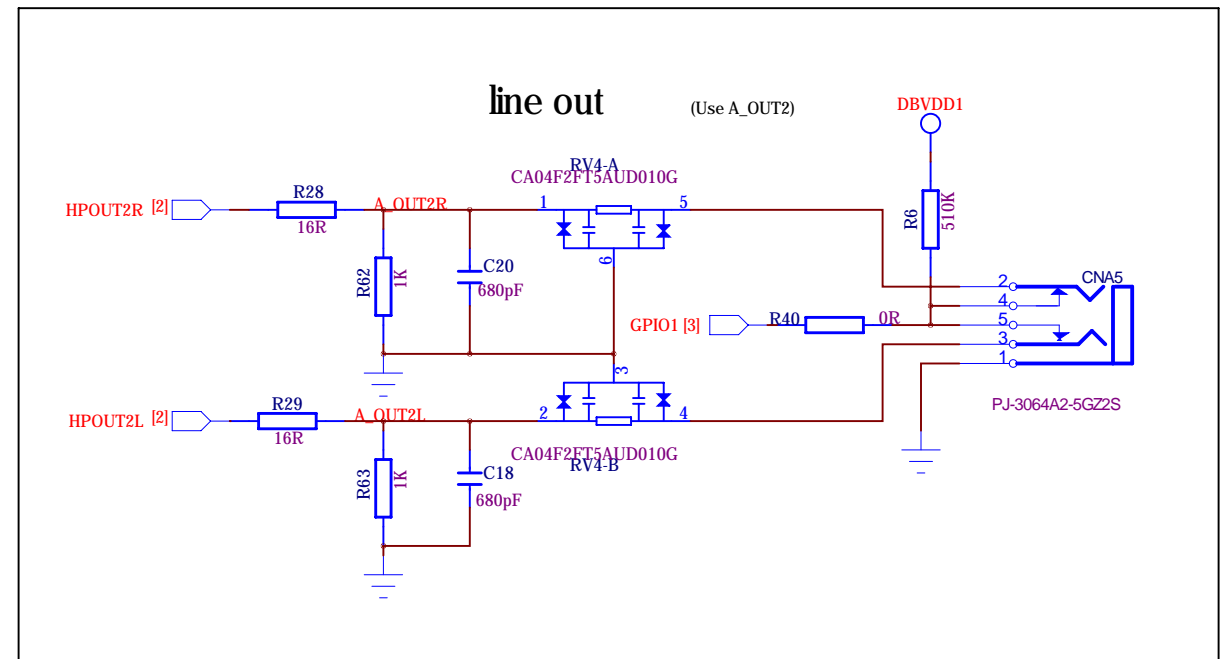 line out (Use A_OUT2)
DBVDD1
RV4-A
CA04F2FT5AUD010G
HPOUT2R [2]
R28
16R
A_OUT2R
1
5
6
R6
510K
R62
1K
C20
680pF
GPIO1 [3]
R40
0R
2
4
5
3
1
CNA5
PJ-3064A2-5GZ2S
HPOUT2L [2]
R29
16R
A_OUT2L
2
3
4
CA04F2FT5AUD010G
RV4-B
R63
1K
C18
680pF